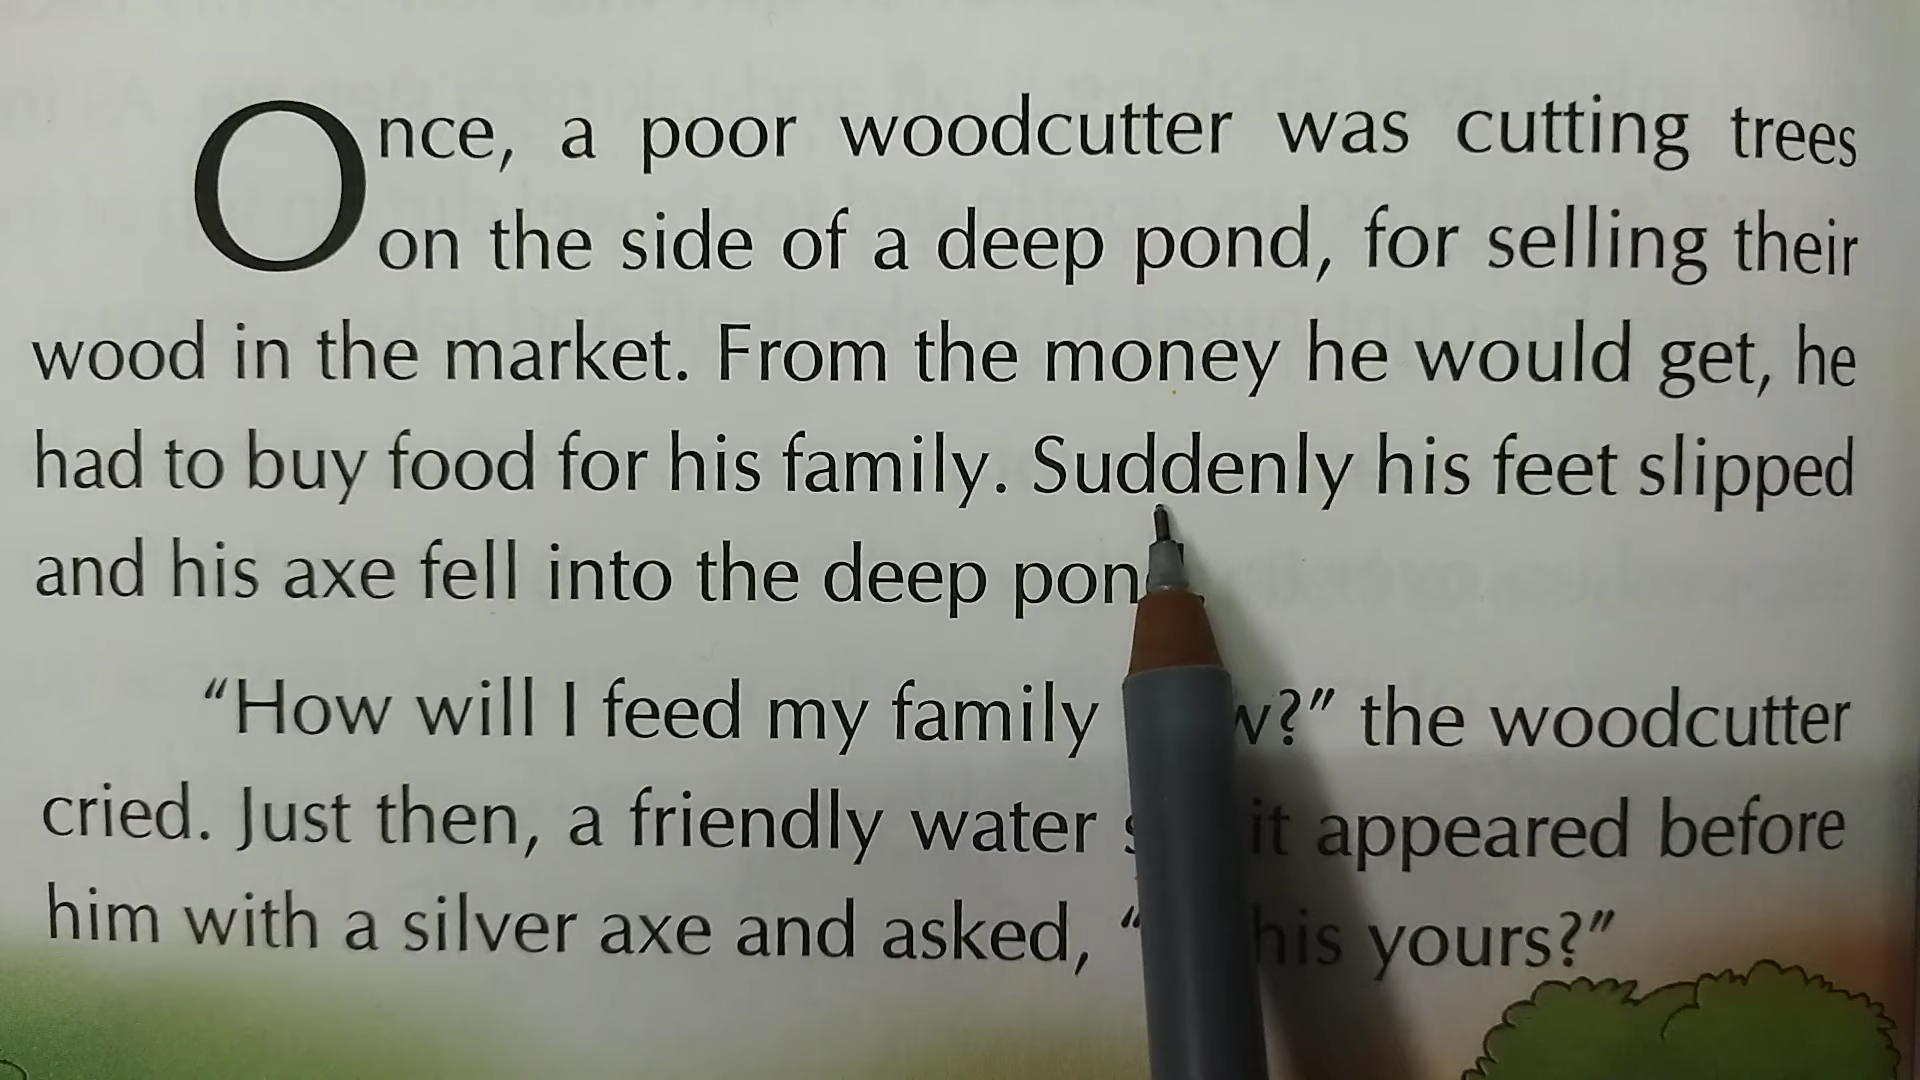 Once, a poor woodcutter was cutting trees
on the side of a deep pond, for selling their
wood in the market. From the money he would get, he
had to buy food for his family. Suddenly his feet slipped
and his axe fell into the deep
“How will I feed my family the woodcutter
cried. Just then, a friendly water appeared before
him with a silver axe and asked, “ yours?”